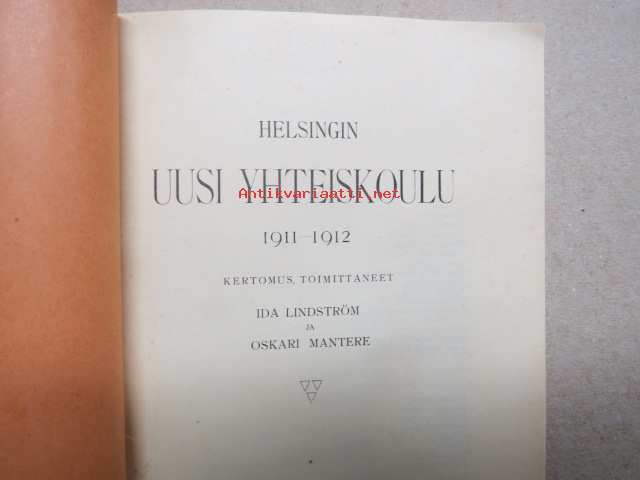 HELSINGIN
UUSI YHTEISKOULU
Antikvariaatti.net
1911—1912
KERTOMUS, TOIMITTANEET
IDA LINDSTRÖM
JA
OSKARI MANTERE